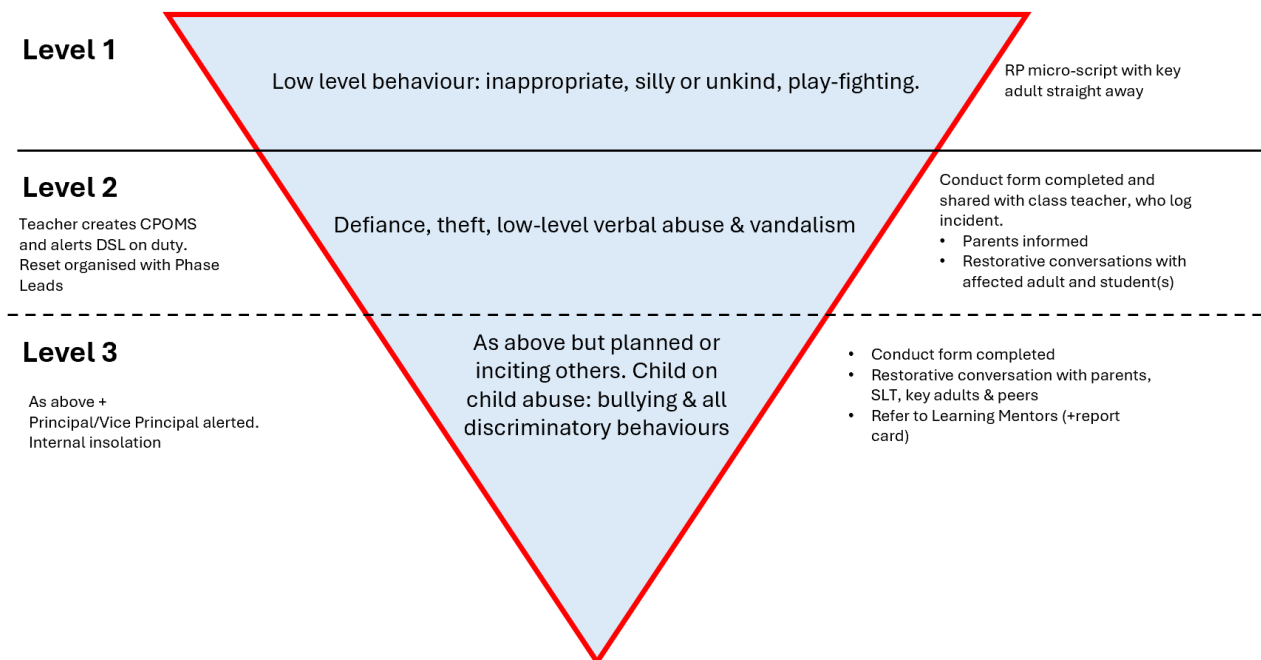 Level 1
Low level behaviour: inappropriate, silly or unkind, play-fighting.
RP micro-script with key
adult straight away
Level 2
Teacher creates CPOMS
and alerts DSL on duty.
Reset organised with Phase
Leads
Defiance, theft, low-level verbal abuse & vandalism
Conduct form completed and
shared with class teacher, who log
incident.
• Parents informed
• Restorative conversations with
affected adult and student(s)
Level 3
As above +
Principal/Vice Principal alerted.
Internal insolation
As above but planned or
inciting others. Child on
child abuse: bullying & all
discriminatory behaviours
• Conduct form completed
• Restorative conversation with parents,
SLT, key adults & peers
• Refer to Learning Mentors (+report
card)